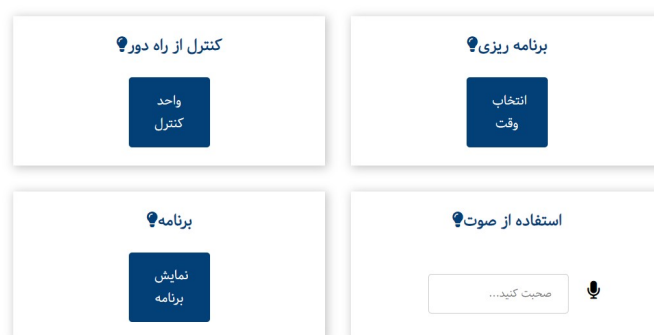 برنامه ریزی
انتخاب
وقت
کنترل از راه دور
واحد
کنترل
استفاده از صوت
صحبت کنید...
برنامه
نمایش
برنامه